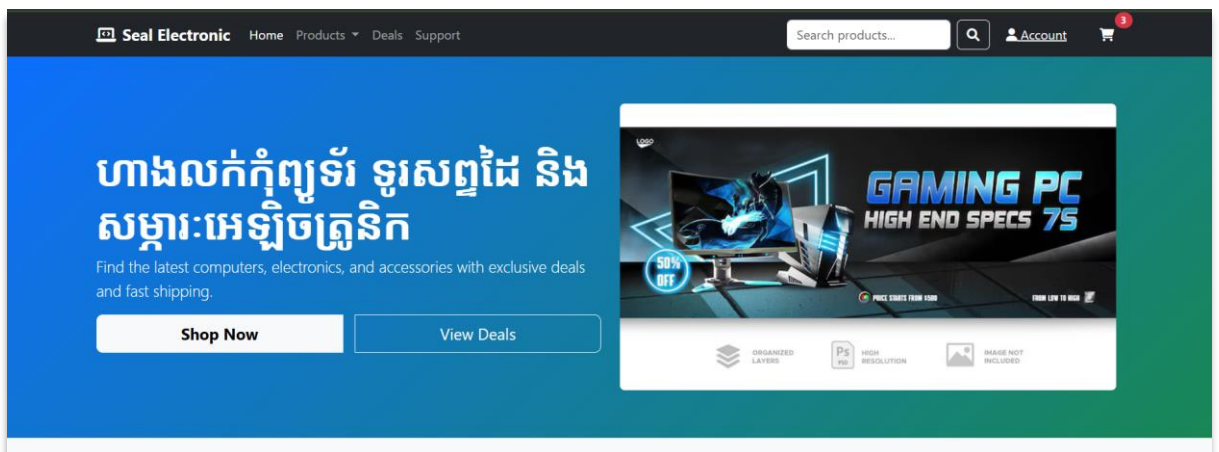 Seal Electronic Home Products Deals Support Search products... Account 3
ហាងលក់កុំព្យូទ័រ ទូរសព្ទដៃ និង
សម្ភារៈអេឡិចត្រូនិក
Find the latest computers, electronics, and accessories with exclusive deals
and fast shipping.
Shop Now View Deals
LOGO
GAMING PC
HIGH END SPECS 7S
50%
OFF
PRICE STARTS FROM $500 FROM LOW TO HIGH
ORGANIZED
LAYERS
Ps
PSD
HIGH
RESOLUTION
IMAGE NOT
INCLUDED